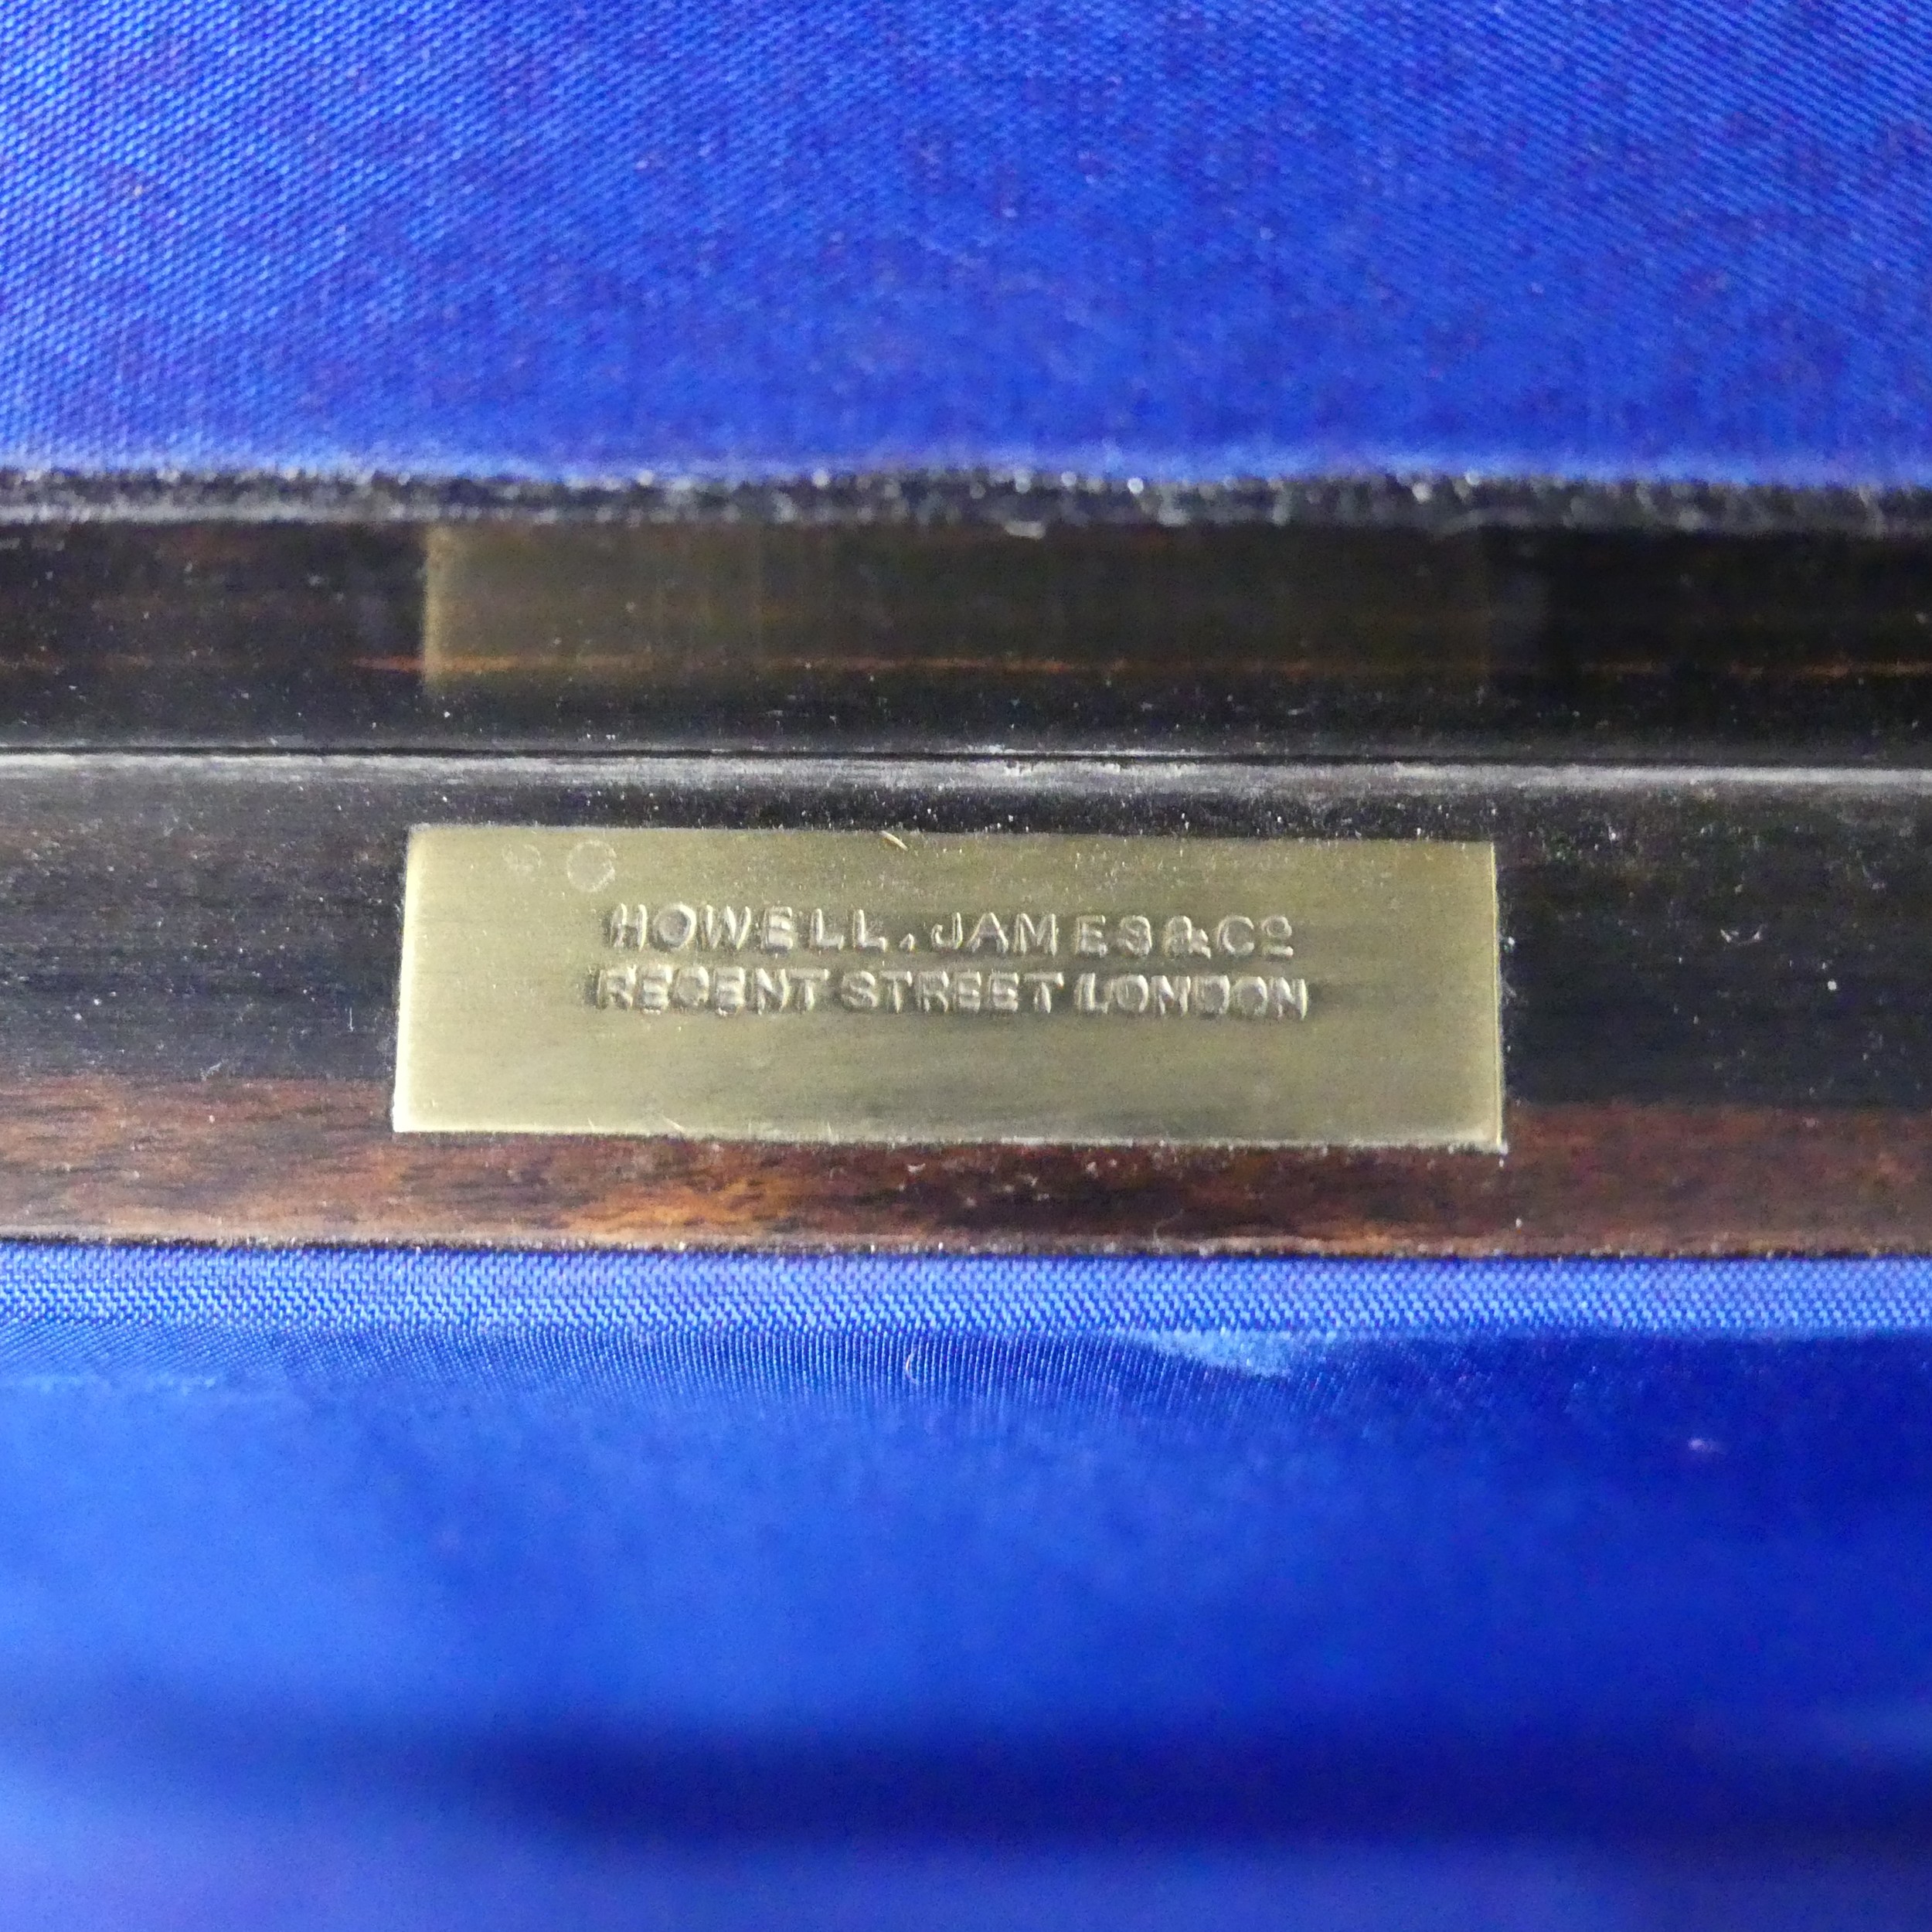 HOWELL, JAMES & Cº
REGENT STREET LONDON